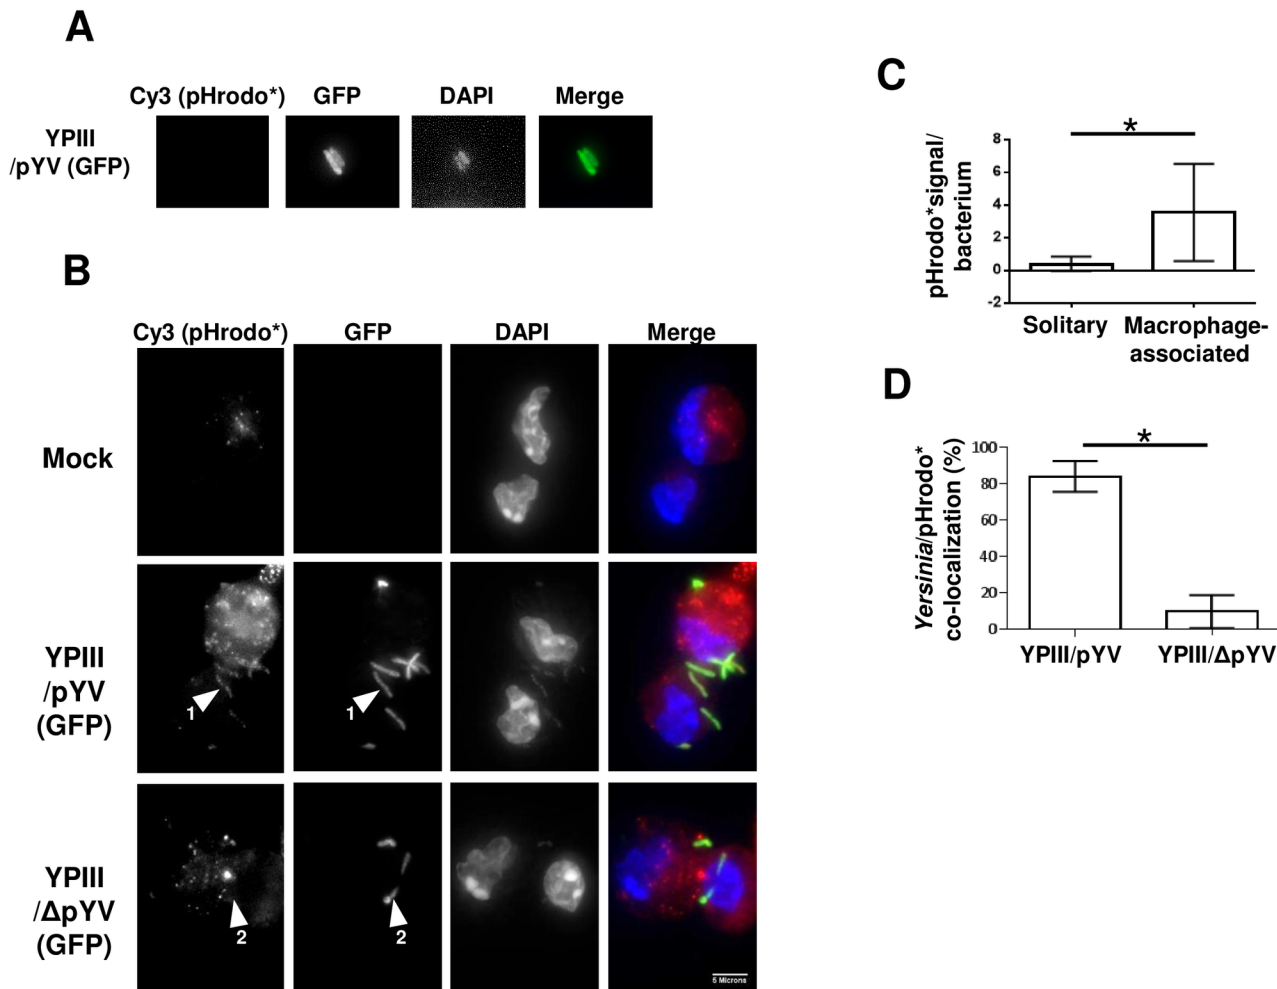 A
Cy3 (pHrodo*) GFP DAPI Merge
YPIII
/pYV (GFP)
B
Cy3 (pHrodo*) GFP DAPI Merge
Mock
YPIII
/pYV
(GFP)
1
1
YPIII
/ΔpYV
(GFP)
2
2
5 Microns
C
*
pHrodo*signal/
bacterium
8
6
4
2
0
-2
Solitary
Macrophage-
associated
D
*
Yersinia/pHrodo*
co-localization (%)
100
80
60
40
20
0
YPIII/pYV
YPIII/ΔpYV